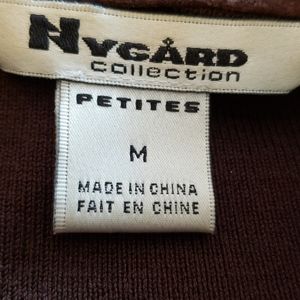 NYGÅRD
collection
PETITES
M
MADE IN CHINA
FAIT EN CHINE